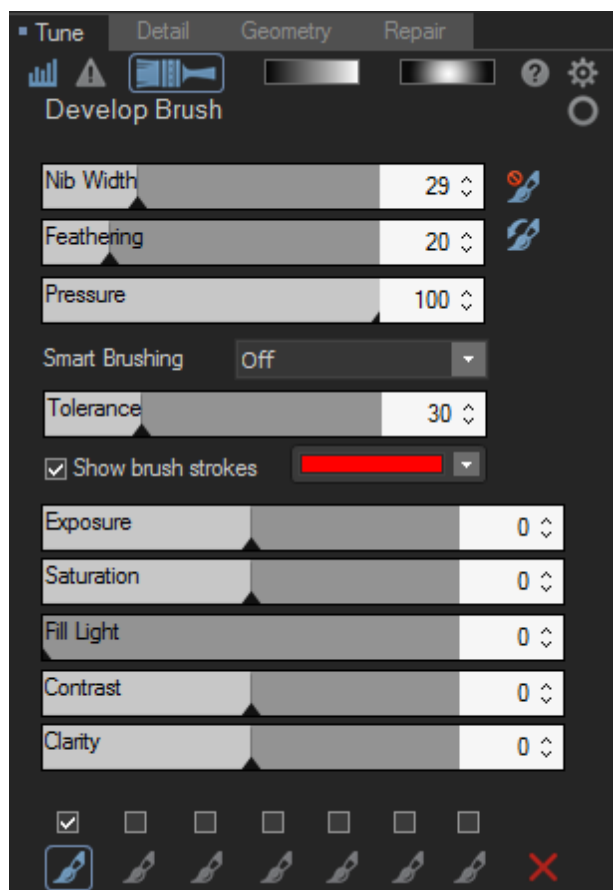 Tune Detail Geometry Repair
Develop Brush
Nib Width 29
Feathering 20
Pressure 100
Smart Brushing Off
Tolerance 30
Show brush strokes
Exposure 0
Saturation 0
Fill Light 0
Contrast 0
Clarity 0